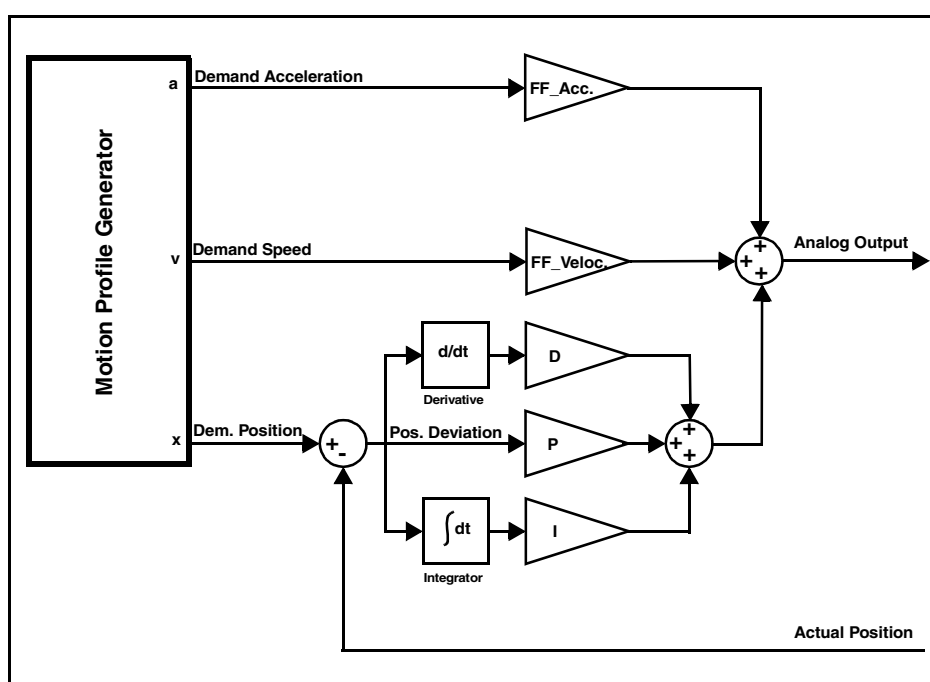 Motion Profile Generator
a
Demand Acceleration
FF_Acc.
v
Demand Speed
FF_Veloc.
+
+
+
Analog Output
d/dt
Derivative
D
x
Dem. Position
+
-
Pos. Deviation
P
+
+
+
∫dt
Integrator
I
Actual Position